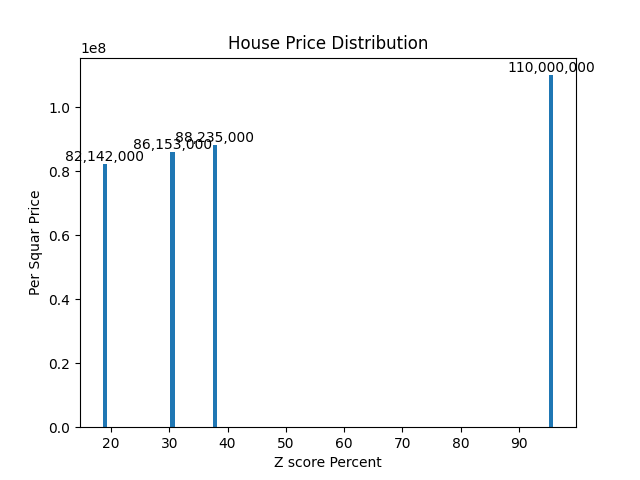 House Price Distribution
1e8
110,000,000
88,235,000
86,153,000
82,142,000
1.0
0.8
0.6
0.4
0.2
0.0
Per Squar Price
20 30 40 50 60 70 80 90
Z score Percent